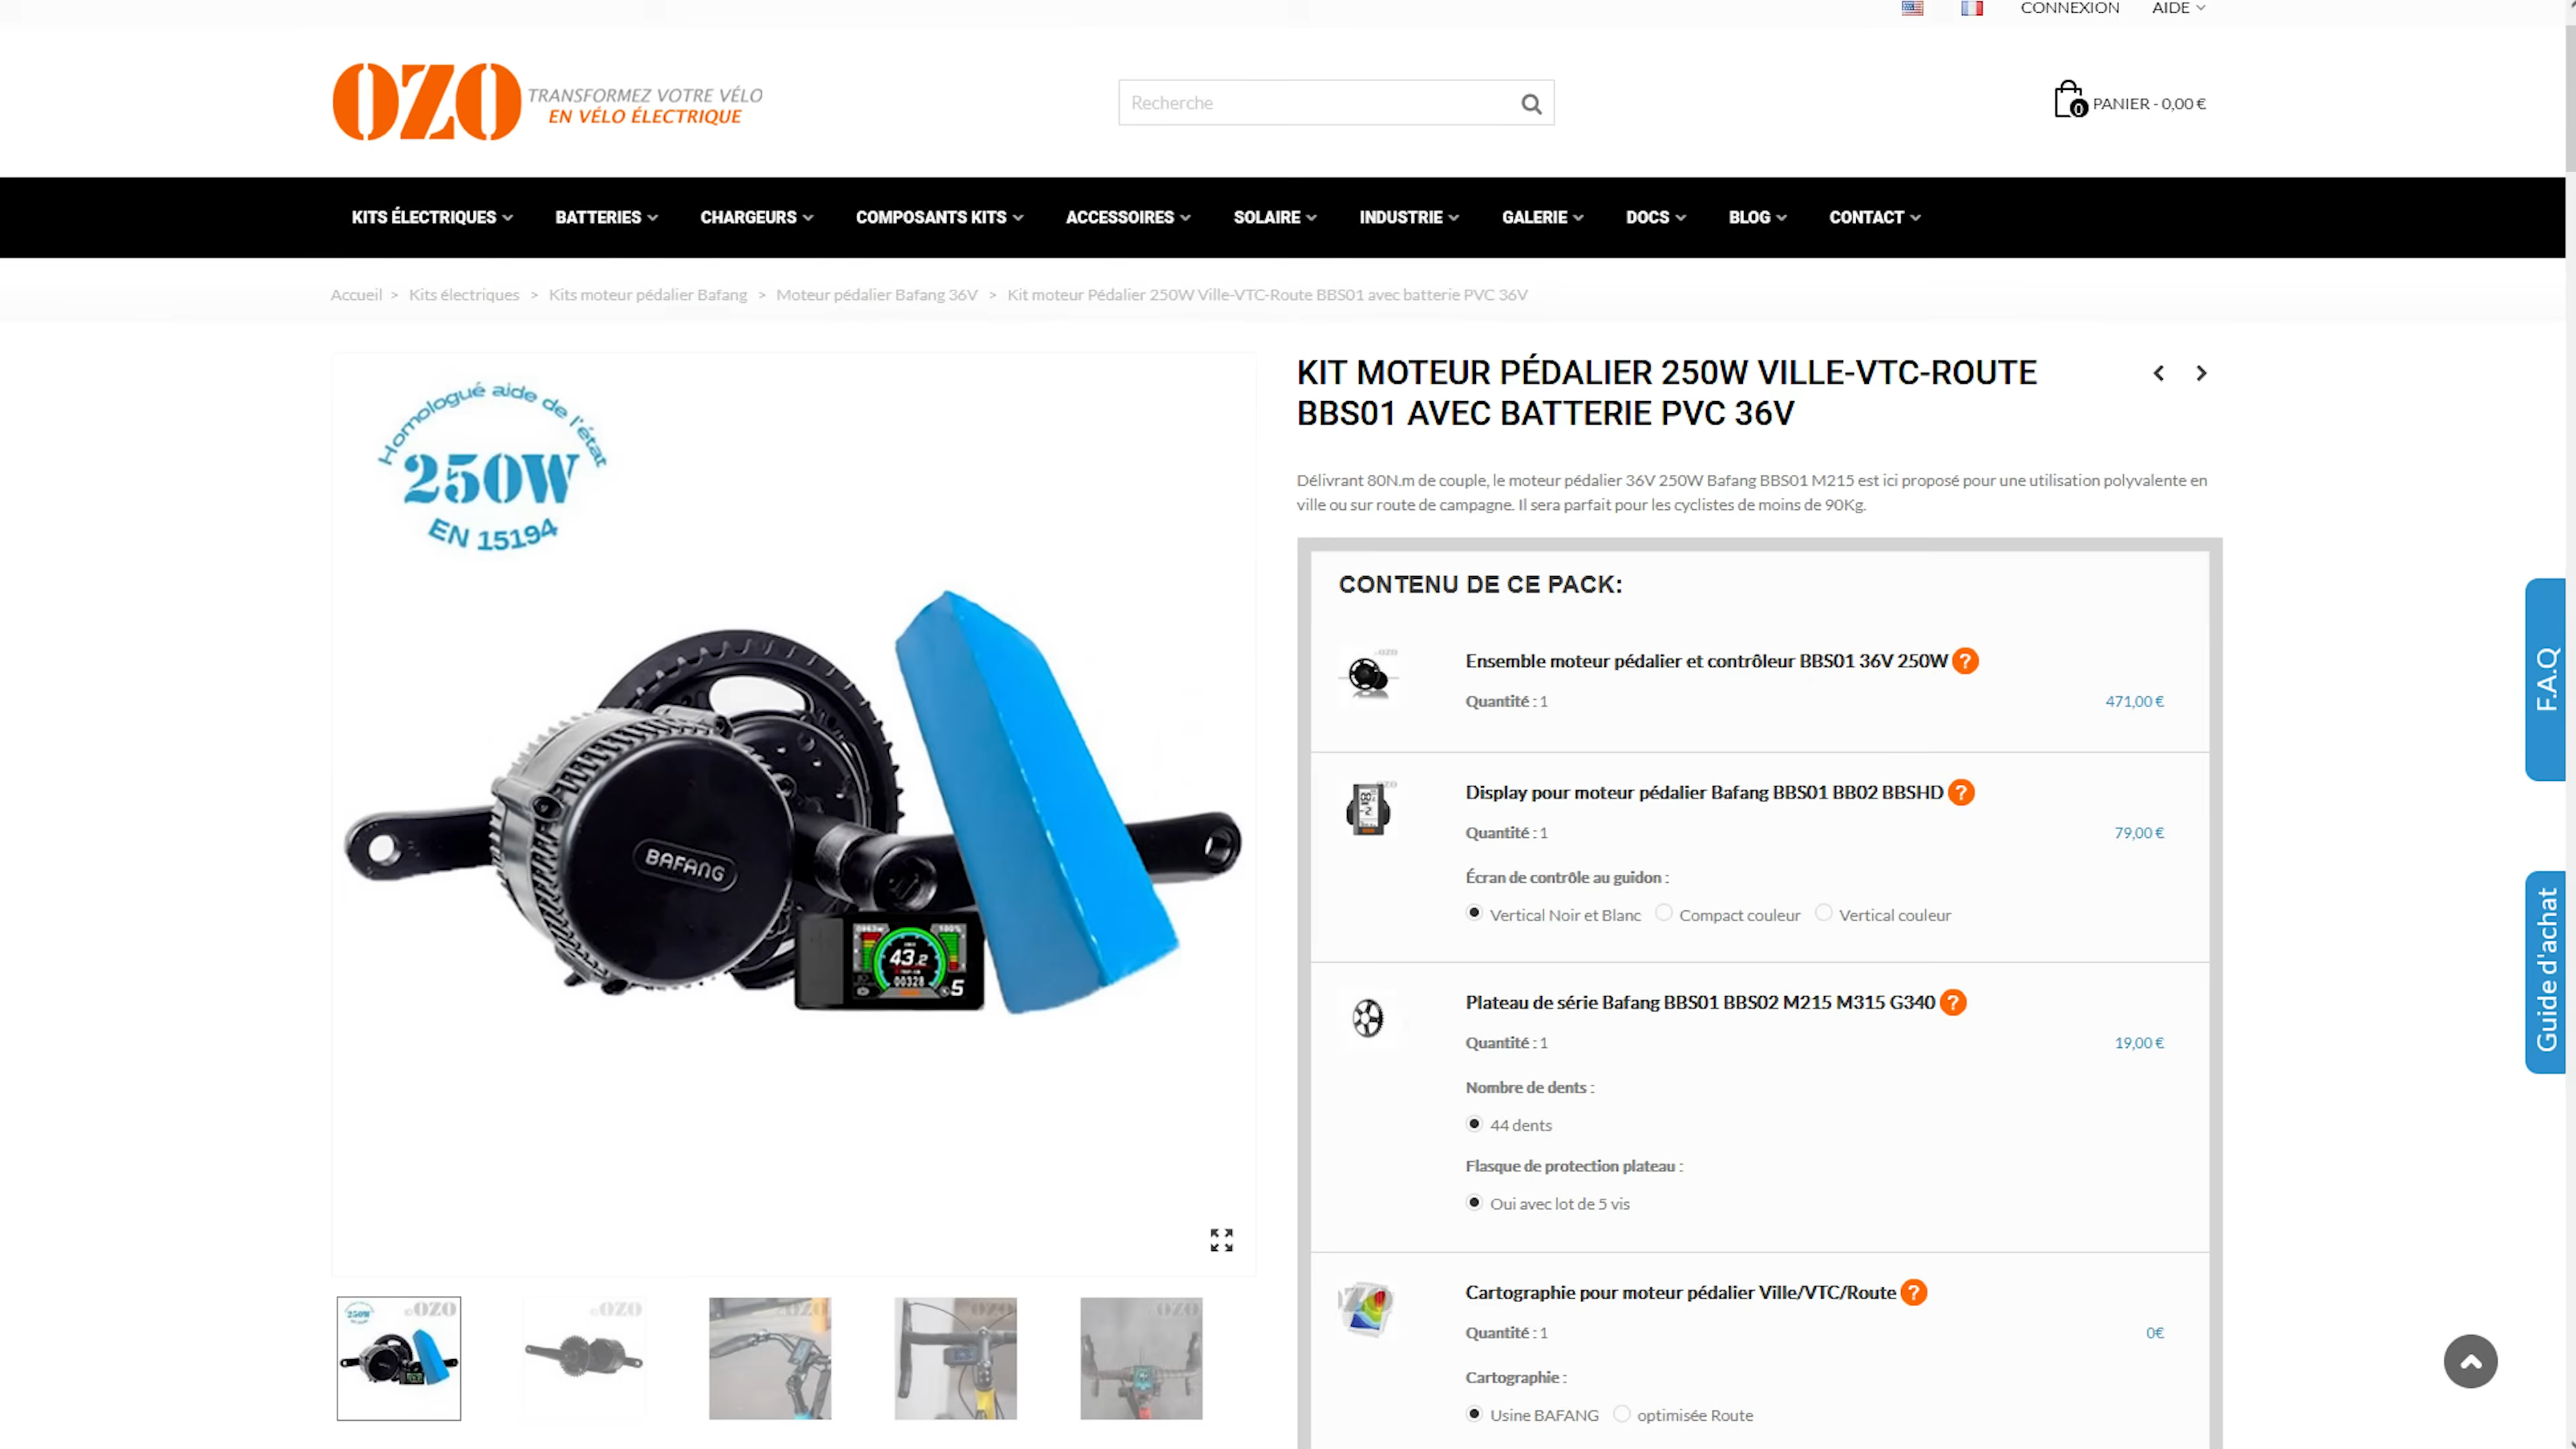 CONNEXION AIDE
OZO TRANSFORMEZ VOTRE VÉLO
EN VÉLO ÉLECTRIQUE
Recherche
0 PANIER - 0,00 €
KITS ÉLECTRIQUES BATTERIES CHARGEURS COMPOSANTS KITS ACCESSOIRES SOLAIRE INDUSTRIE GALERIE DOCS BLOG CONTACT
Accueil > Kits électriques > Kits moteur pédalier Bafang > Moteur pédalier Bafang 36V > Kit moteur Pédalier 250W Ville-VTC-Route BBS01 avec batterie PVC 36V
Homologué aide de l'état
250W
EN 15194
BAFANG
100%
43.2
00328
5
KIT MOTEUR PÉDALIER 250W VILLE-VTC-ROUTE
BBS01 AVEC BATTERIE PVC 36V
Délivrant 80N.m de couple, le moteur pédalier 36V 250W Bafang BBS01 M215 est ici proposé pour une utilisation polyvalente en
ville ou sur route de campagne. Il sera parfait pour les cyclistes de moins de 90Kg.
CONTENU DE CE PACK:
©OZO
Ensemble moteur pédalier et contrôleur BBS01 36V 250W ?
Quantité : 1
471,00 €
OZO
Display pour moteur pédalier Bafang BBS01 BB02 BBSHD ?
Quantité : 1
79,00 €
Écran de contrôle au guidon :
Vertical Noir et Blanc Compact couleur Vertical couleur
Plateau de série Bafang BBS01 BBS02 M215 M315 G340 ?
Quantité : 1
19,00 €
Nombre de dents :
44 dents
Flasque de protection plateau :
Oui avec lot de 5 vis
Cartographie pour moteur pédalier Ville/VTC/Route ?
Quantité : 1
0€
Cartographie :
Usine BAFANG optimisée Route
F.A.Q
Guide d'achat
250W ©OZO
©OZO
OZO
OZO
OZO